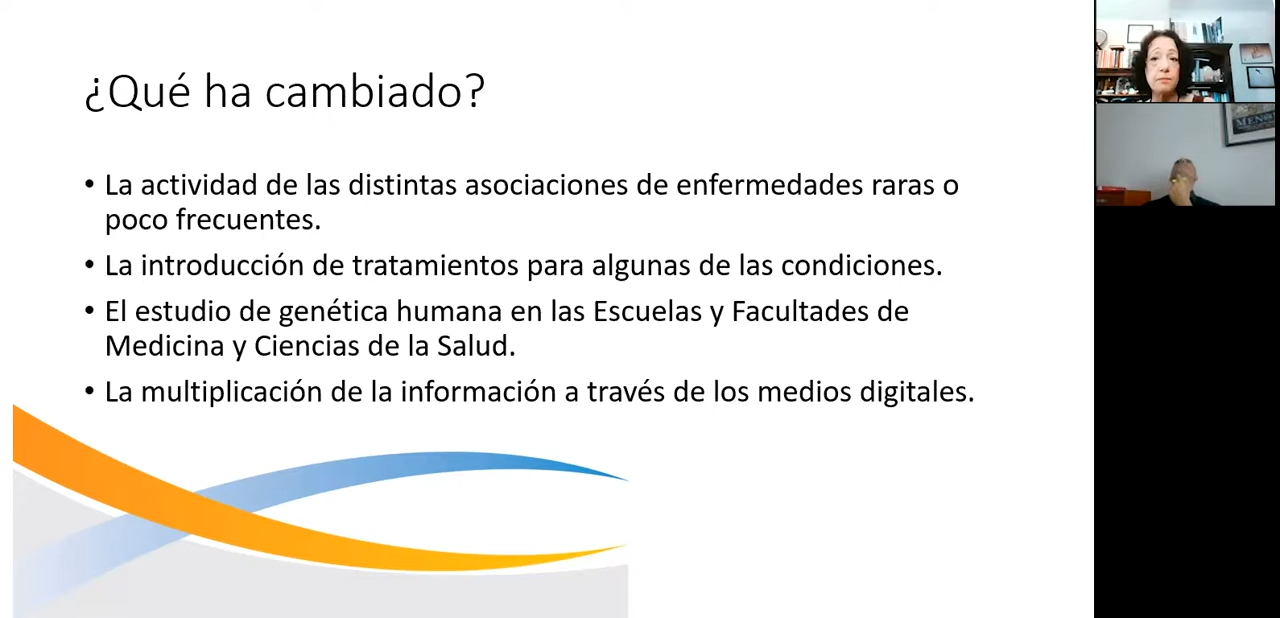 ¿Qué ha cambiado?
• La actividad de las distintas asociaciones de enfermedades raras o
poco frecuentes.
• La introducción de tratamientos para algunas de las condiciones.
• El estudio de genética humana en las Escuelas y Facultades de
Medicina y Ciencias de la Salud.
• La multiplicación de la información a través de los medios digitales.